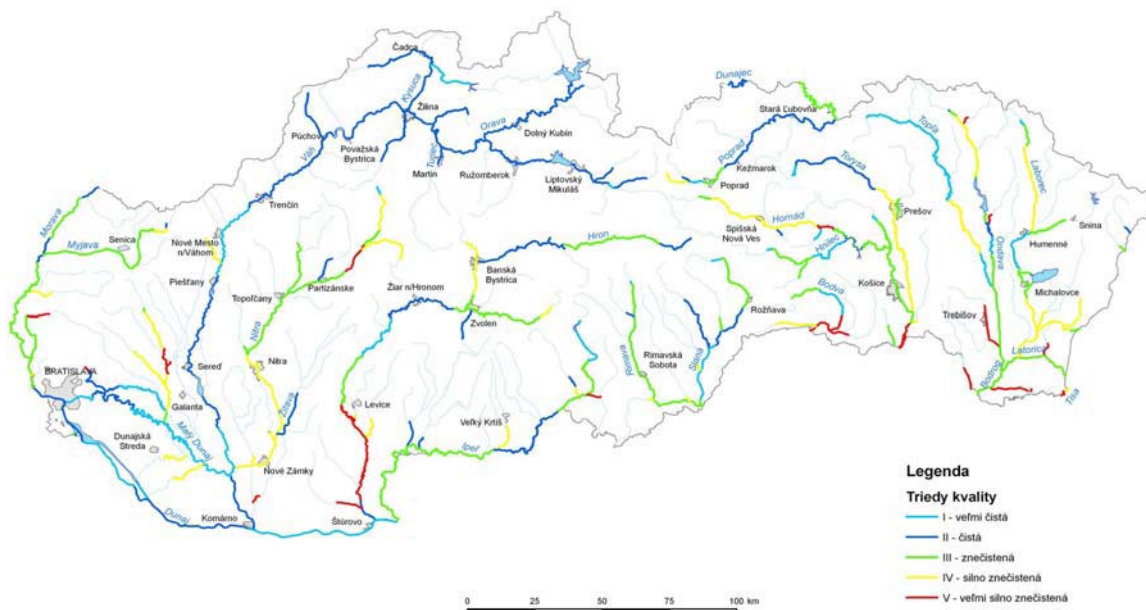 Čadca
Dunajec
Stará Ľubovňa
Kysuca
Žilina
Orava
Dolný Kubín
Topľa
Púchov
Váh
Považská
Bystrica
Turiec
Martin
Ružomberok
Liptovský
Mikuláš
Poprad
Kežmarok
Poprad
Torysa
Laborec
Trenčín
Morava
Myjava
Senica
Nové Mesto
n/Váhom
Spišská
Nová Ves
Hornád
Prešov
Snina
Hnilec
Ondava
Humenné
Hron
Banská
Bystrica
Piešťany
Topoľčany
Partizánske
Žiar n/Hronom
Bodva
Košice
Michalovce
Zvolen
Rožňava
Trebišov
Nitra
Rimava
Rimavská
Sobota
Slaná
Latorica
BRATISLAVA
Sereď
Nitra
Bodrog
Tisa
Galanta
Žitava
Levice
Veľký Krtíš
Malý Dunaj
Dunajská
Streda
Ipeľ
Nové Zámky
Dunaj
Komárno
Štúrovo
Legenda
Triedy kvality
I - veľmi čistá
II - čistá
III - znečistená
IV - silno znečistená
V - veľmi silno znečistená
0 25 50 75 100 km